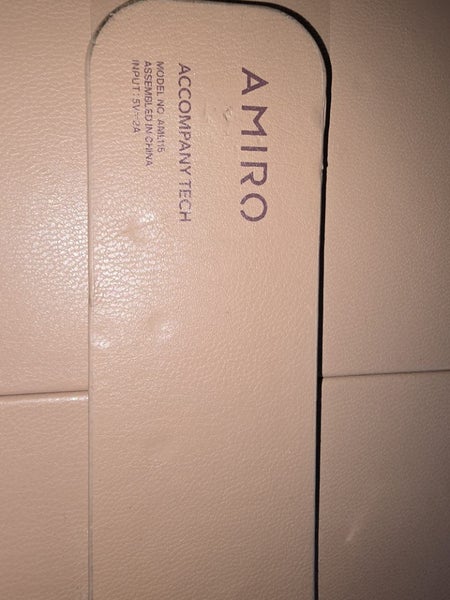 AMIRO
ACCOMPANY TECH
MODEL NO. AML115
ASSEMBLED IN CHINA
INPUT : 5V⎓2A